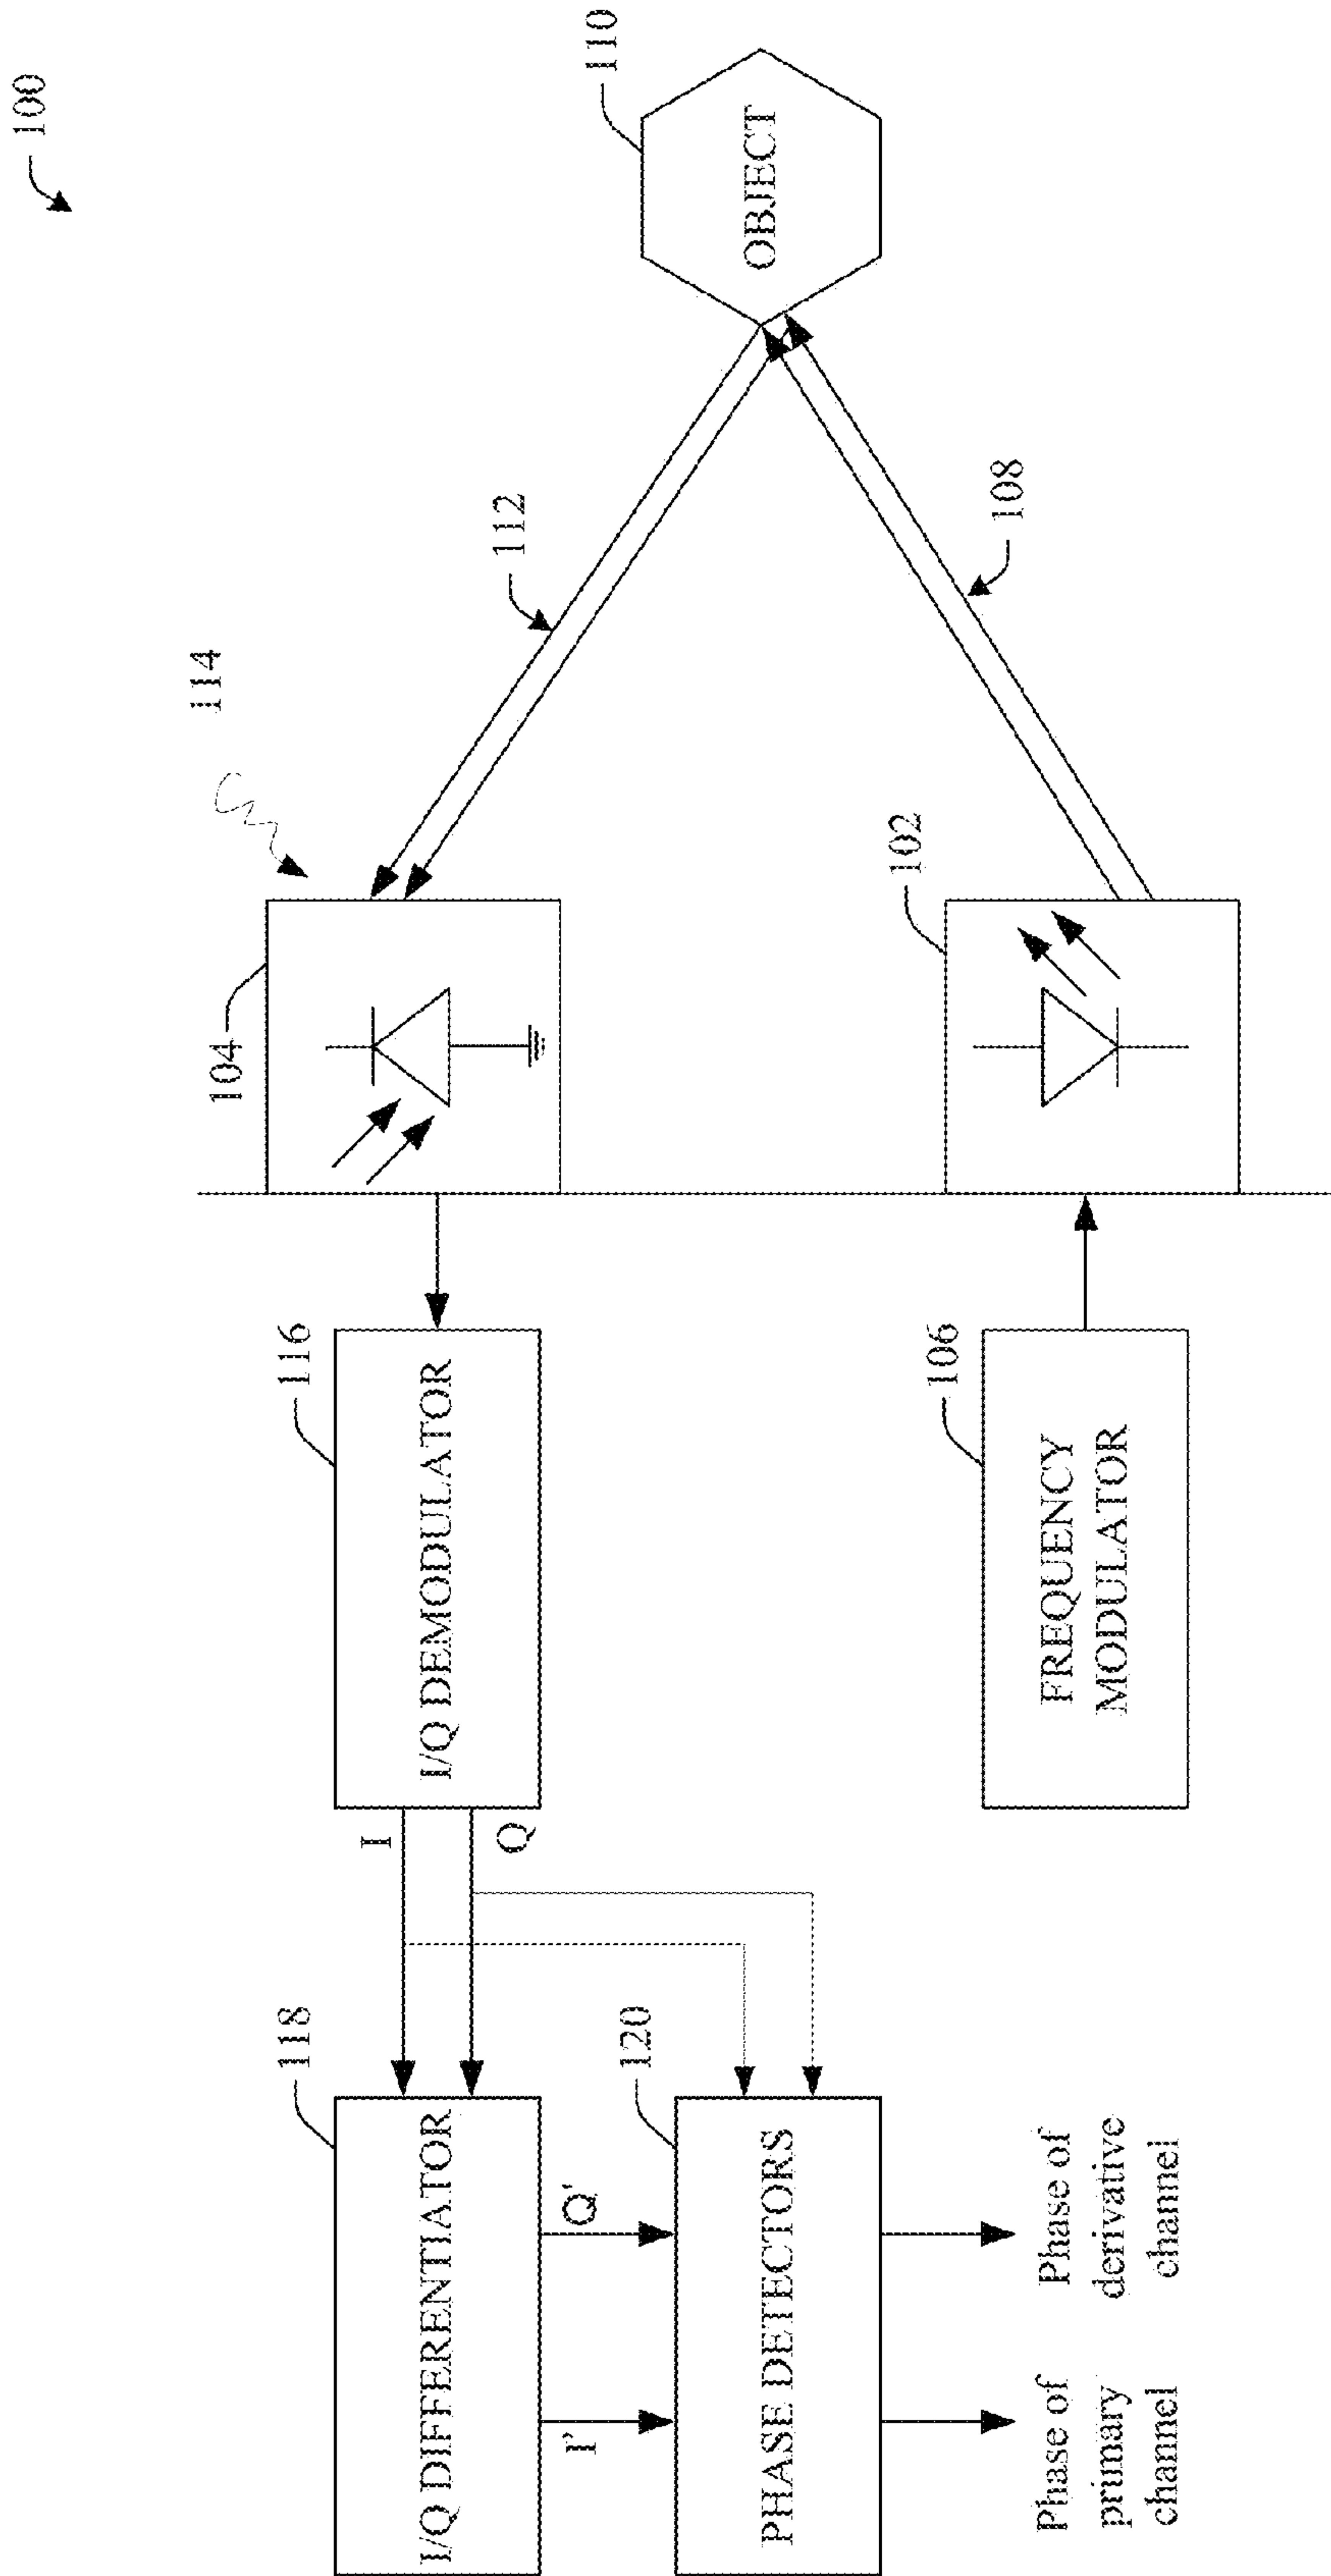 100
118
I/Q DIFFERENTIATOR
I
Q
116
I/Q DEMODULATOR
104
114
112
110
OBJECT
I'
Q'
120
PHASE DETECTORS
Phase of
primary
channel
Phase of
derivative
channel
106
FREQUENCY
MODULATOR
102
108